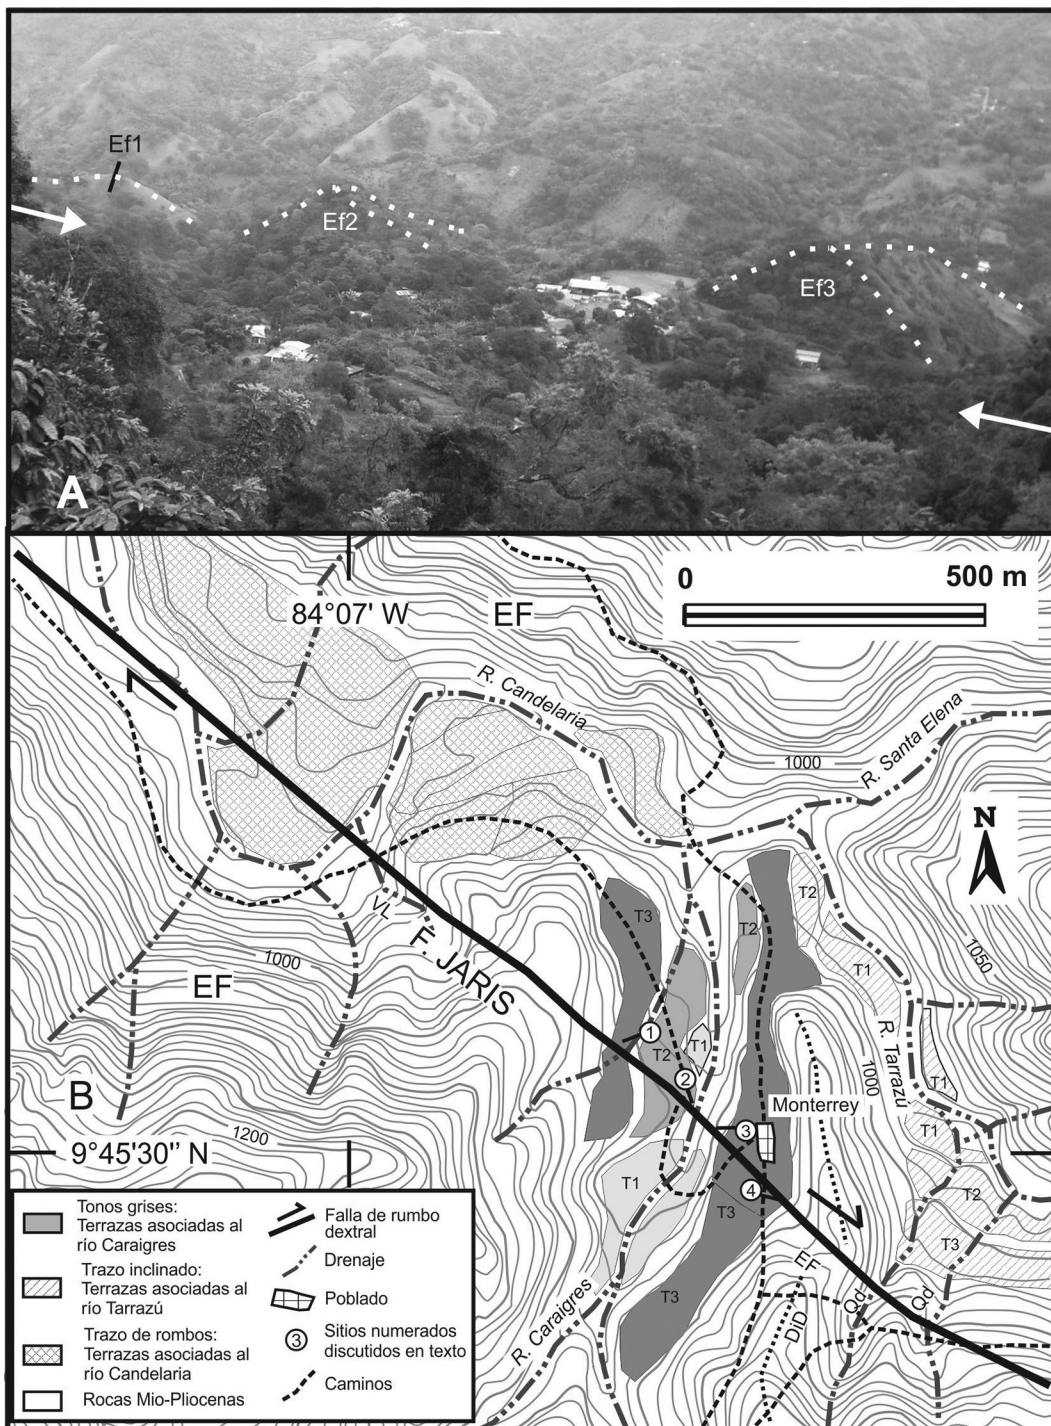 Ef1
Ef2
Ef3
A
0 500 m
84°07' W
EF
R. Candelaria
1000
R. Santa Elena
N
VL
F. JARIS
T3
T2
T2
T1
1050
1000
EF
1
T2
T1
2
R. Tarrazú
1000
T1
B
Monterrey
3
T1
1200
9°45'30" N
4
T1
T3
T2
T3
T3
EF
R. Caraigres
DiD
Qd
Qd
Tonos grises:
Terrazas asociadas al
río Caraigres
Trazo inclinado:
Terrazas asociadas al
río Tarrazú
Trazo de rombos:
Terrazas asociadas al
río Candelaria
Rocas Mio-Pliocenas
Falla de rumbo
dextral
Drenaje
Poblado
3
Sitios numerados
discutidos en texto
Caminos